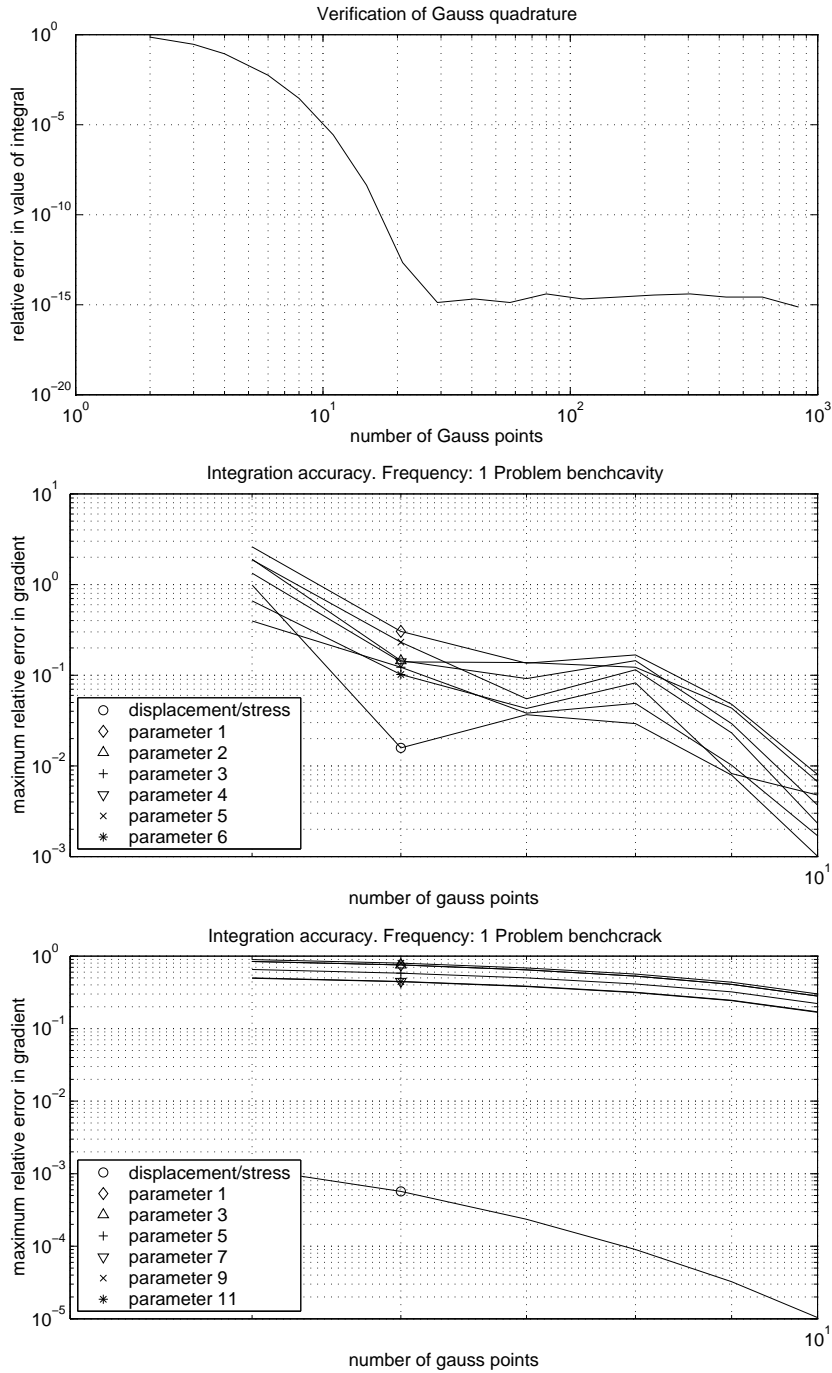 Verification of Gauss quadrature
10^0
10^−5
10^−10
10^−15
10^−20
relative error in value of integral
10^0 10^1 10^2 10^3
number of Gauss points
Integration accuracy. Frequency: 1 Problem benchcavity
10^1
10^0
10^−1
10^−2
10^−3
maximum relative error in gradient
displacement/stress
parameter 1
parameter 2
parameter 3
parameter 4
parameter 5
parameter 6
10^1
number of gauss points
Integration accuracy. Frequency: 1 Problem benchcrack
10^0
10^−1
10^−2
10^−3
10^−4
10^−5
maximum relative error in gradient
displacement/stress
parameter 1
parameter 3
parameter 5
parameter 7
parameter 9
parameter 11
10^1
number of gauss points